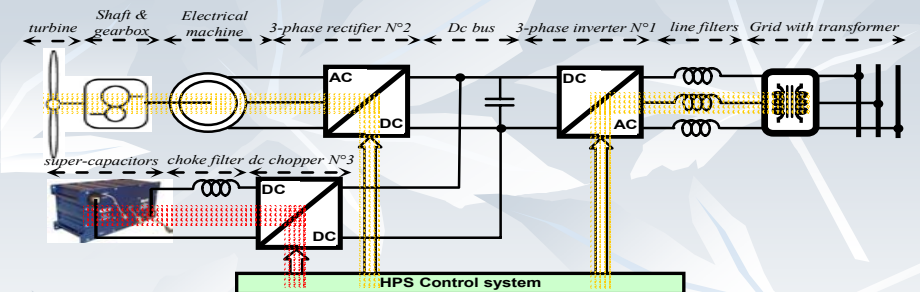 turbine
Shaft &
gearbox
Electrical
machine
3-phase rectifier N°2
Dc bus
3-phase inverter N°1
line filters
Grid with transformer
AC
DC
DC
AC
super-capacitors
choke filter
dc chopper N°3
DC
DC
HPS Control system